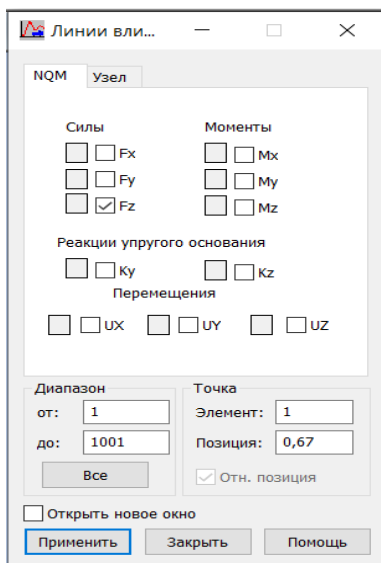 Линии вли...
NQM Узел
Силы Моменты
Fx Mx
Fy My
Fz Mz
Реакции упругого основания
Ky Kz
Перемещения
UX UY UZ
Диапазон Точка
от: 1 Элемент: 1
до: 1001 Позиция: 0,67
Все Отн. позиция
Открыть новое окно
Применить Закрыть Помощь